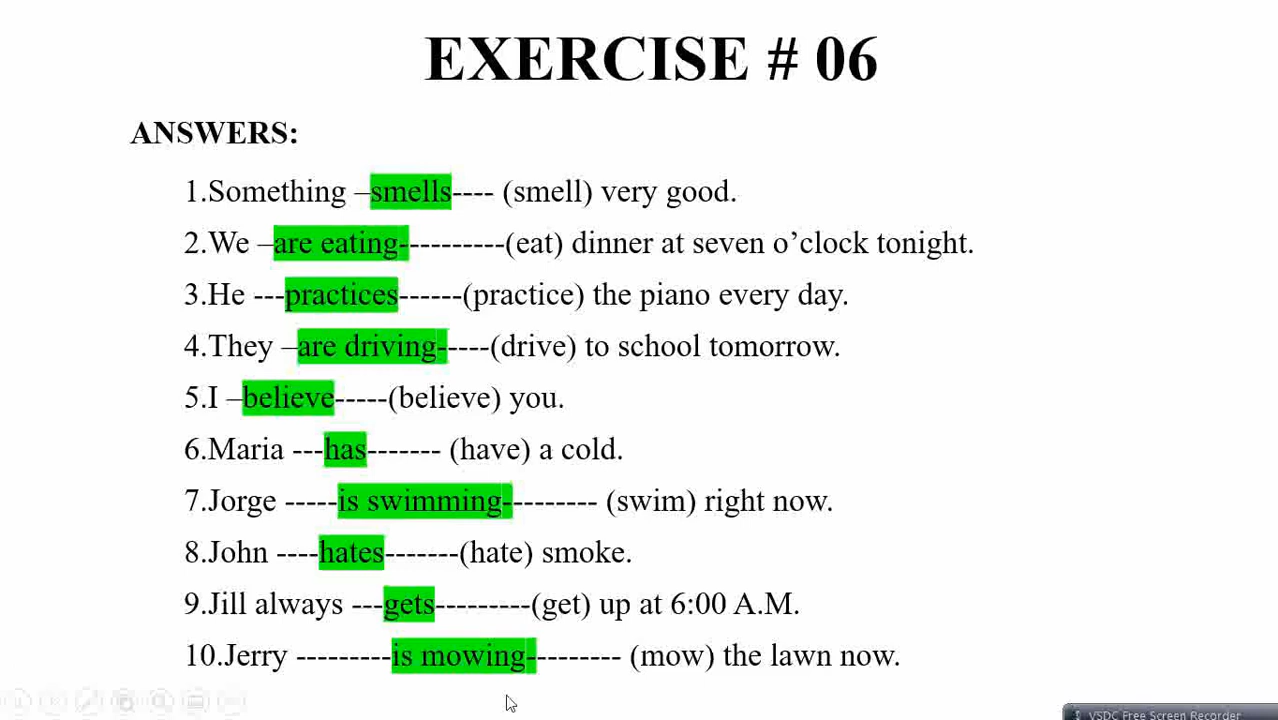 EXERCISE # 06
ANSWERS:
1.Something –smells---- (smell) very good.
2.We –are eating----------(eat) dinner at seven o’clock tonight.
3.He ---practices------(practice) the piano every day.
4.They –are driving-----(drive) to school tomorrow.
5.I –believe-----(believe) you.
6.Maria ---has------- (have) a cold.
7.Jorge -----is swimming--------- (swim) right now.
8.John ----hates-------(hate) smoke.
9.Jill always ---gets---------(get) up at 6:00 A.M.
10.Jerry ---------is mowing--------- (mow) the lawn now.
VSDC Free Screen Recorder